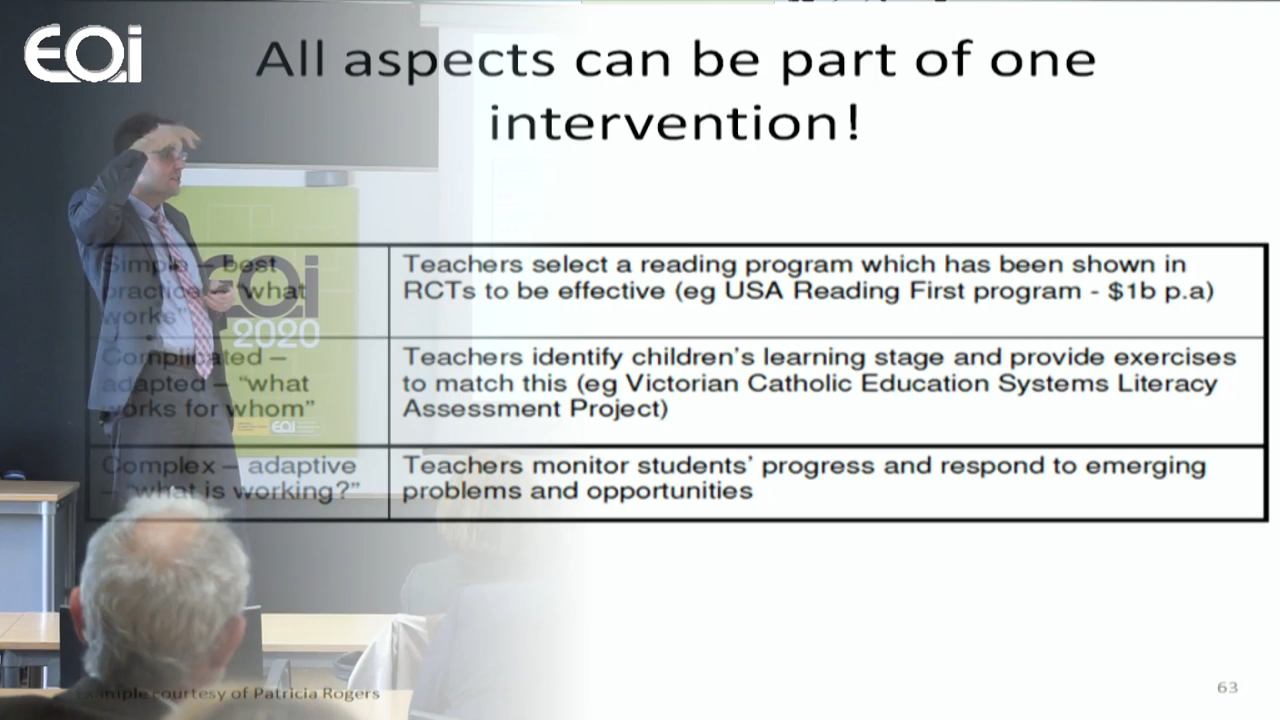 EOi
All aspects can be part of one
intervention!
Simple – best
practice – "what
works"
Teachers select a reading program which has been shown in
RCTs to be effective (eg USA Reading First program - $1b p.a)
Complicated –
adapted – "what
works for whom"
Teachers identify children's learning stage and provide exercises
to match this (eg Victorian Catholic Education Systems Literacy
Assessment Project)
Complex – adaptive
– "what is working?"
Teachers monitor students' progress and respond to emerging
problems and opportunities
eoi
2020
EOi
Example courtesy of Patricia Rogers
63